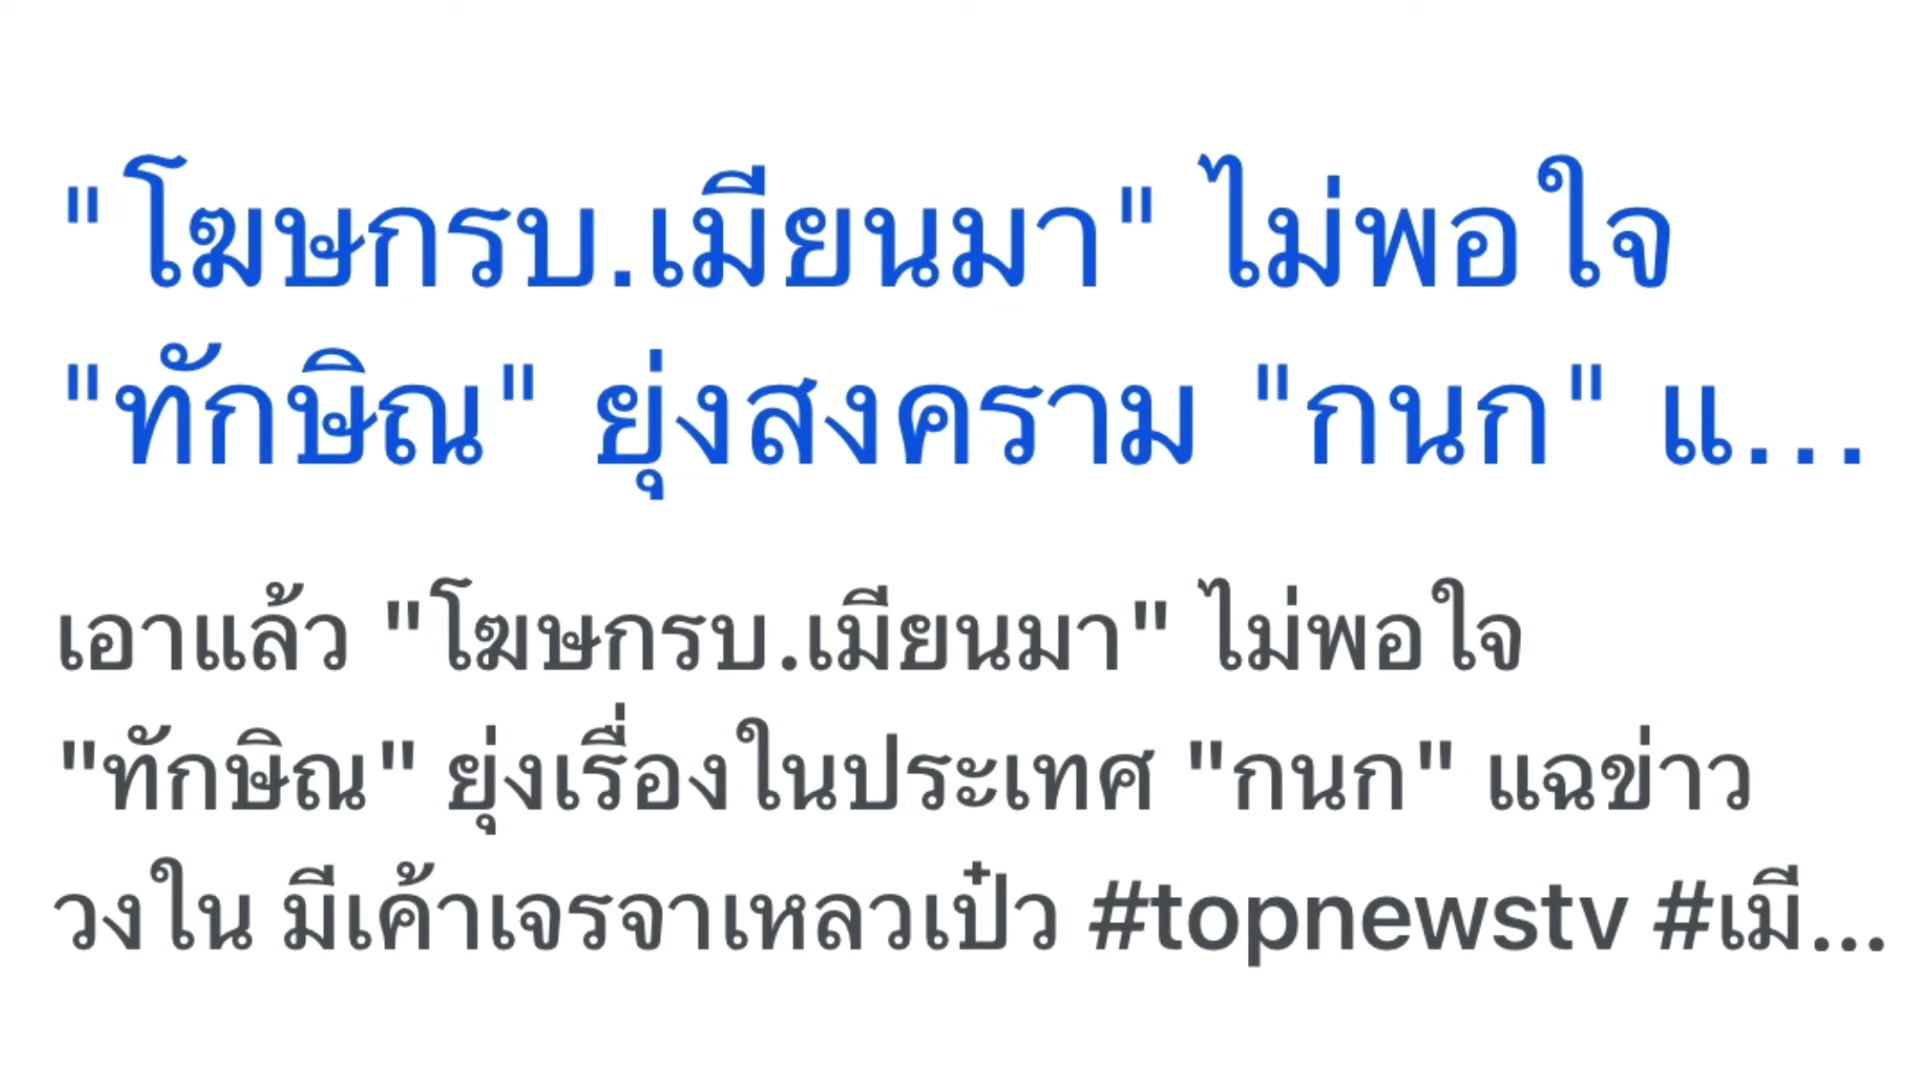 "โฆษกรบ.เมียนมา" ไม่พอใจ
"ทักษิณ" ยุ่งสงคราม "กนก" แ...
เอาแล้ว "โฆษกรบ.เมียนมา" ไม่พอใจ
"ทักษิณ" ยุ่งเรื่องในประเทศ "กนก" แฉข่าว
วงใน มีเค้าเจรจาเหลวเป๋ว #topnewstv #เมี...